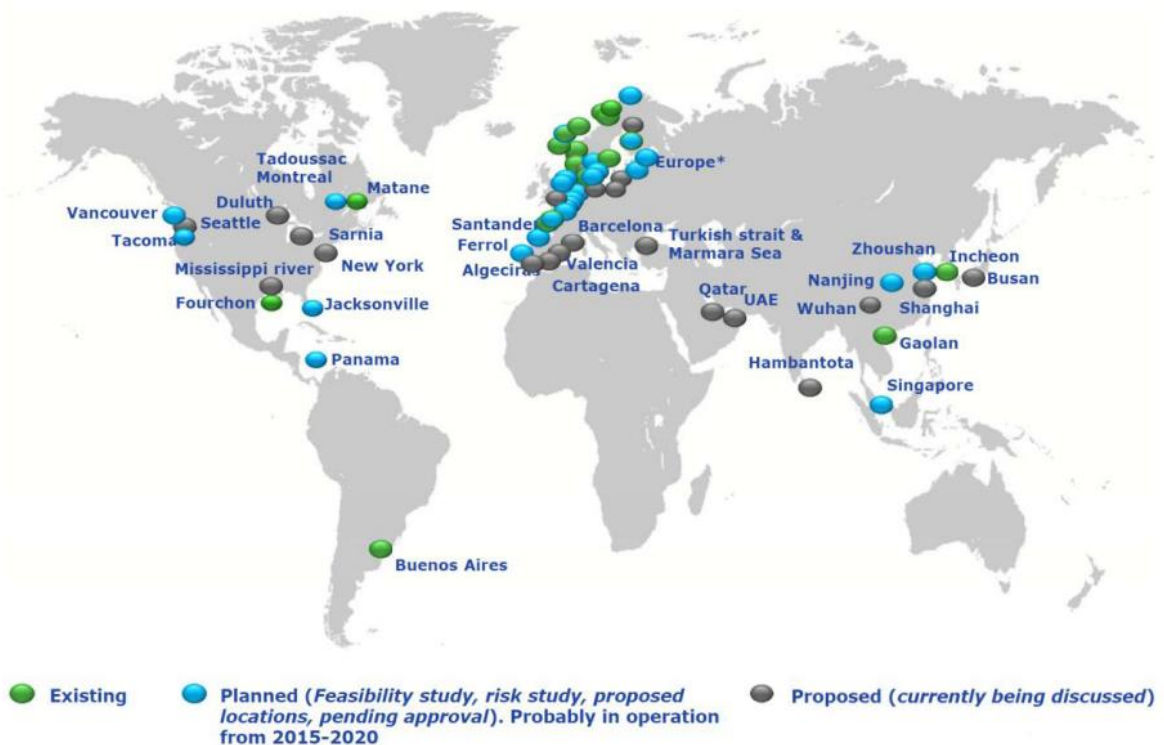 Tadoussac
Montreal
Matane
Duluth
Vancouver
Seattle
Tacoma
Sarnia
New York
Mississippi river
Fourchon
Jacksonville
Panama
Buenos Aires
Europe*
Santander
Ferrol
Algeciras
Barcelona
Valencia
Cartagena
Turkish strait &
Marmara Sea
Qatar
UAE
Hambantota
Zhoushan
Incheon
Nanjing
Busan
Wuhan
Shanghai
Gaolan
Singapore
Existing
Planned (Feasibility study, risk study, proposed
locations, pending approval). Probably in operation
from 2015-2020
Proposed (currently being discussed)